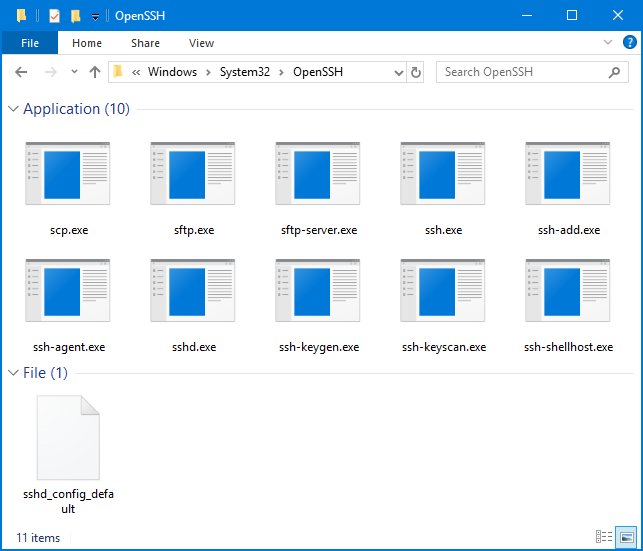 OpenSSH
File Home Share View
Windows System32 OpenSSH Search OpenSSH
Application (10)
scp.exe sftp.exe sftp-server.exe ssh.exe ssh-add.exe
ssh-agent.exe sshd.exe ssh-keygen.exe ssh-keyscan.exe ssh-shellhost.exe
File (1)
sshd_config_defa
ult
11 items